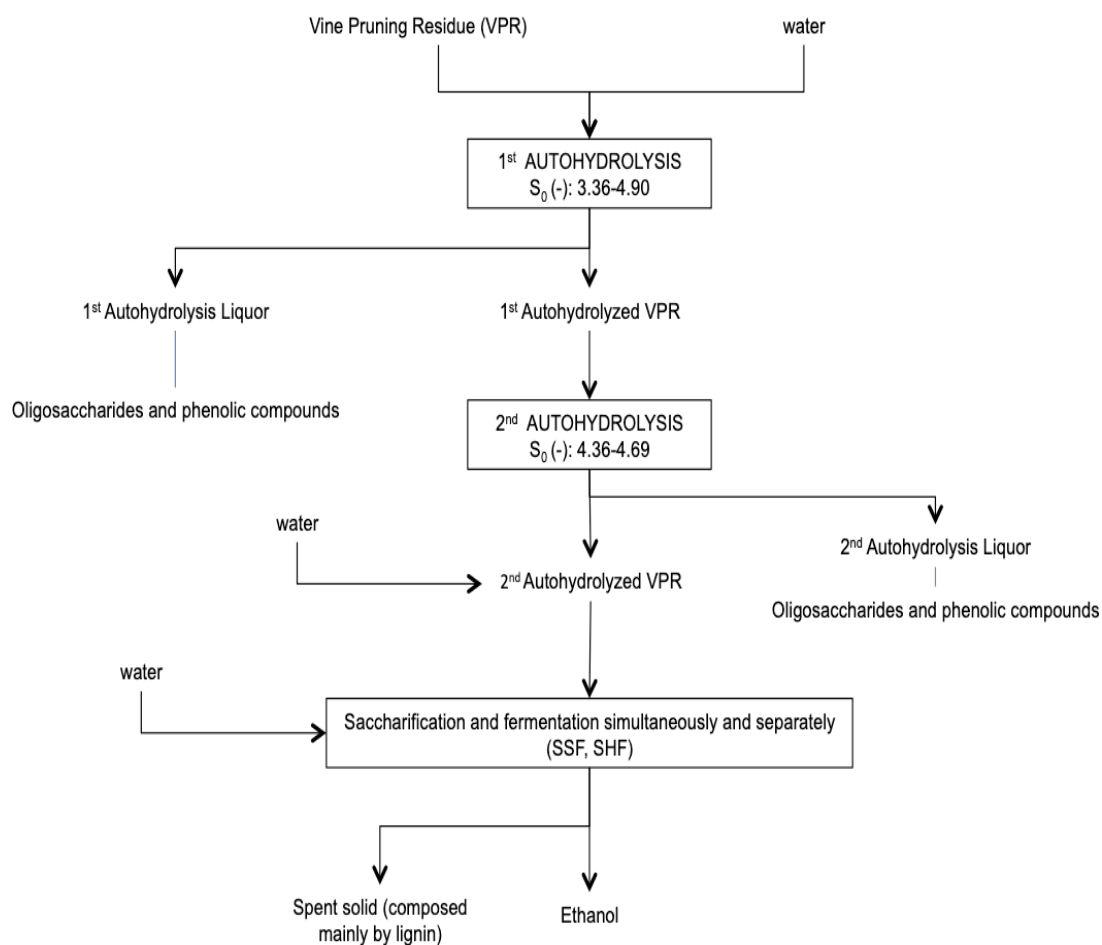 Vine Pruning Residue (VPR)
water
1st AUTOHYDROLYSIS
S0 (-): 3.36-4.90
1st Autohydrolysis Liquor
1st Autohydrolyzed VPR
Oligosaccharides and phenolic compounds
2nd AUTOHYDROLYSIS
S0 (-): 4.36-4.69
water
2nd Autohydrolysis Liquor
2nd Autohydrolyzed VPR
Oligosaccharides and phenolic compounds
water
Saccharification and fermentation simultaneously and separately
(SSF, SHF)
Spent solid (composed
mainly by lignin)
Ethanol